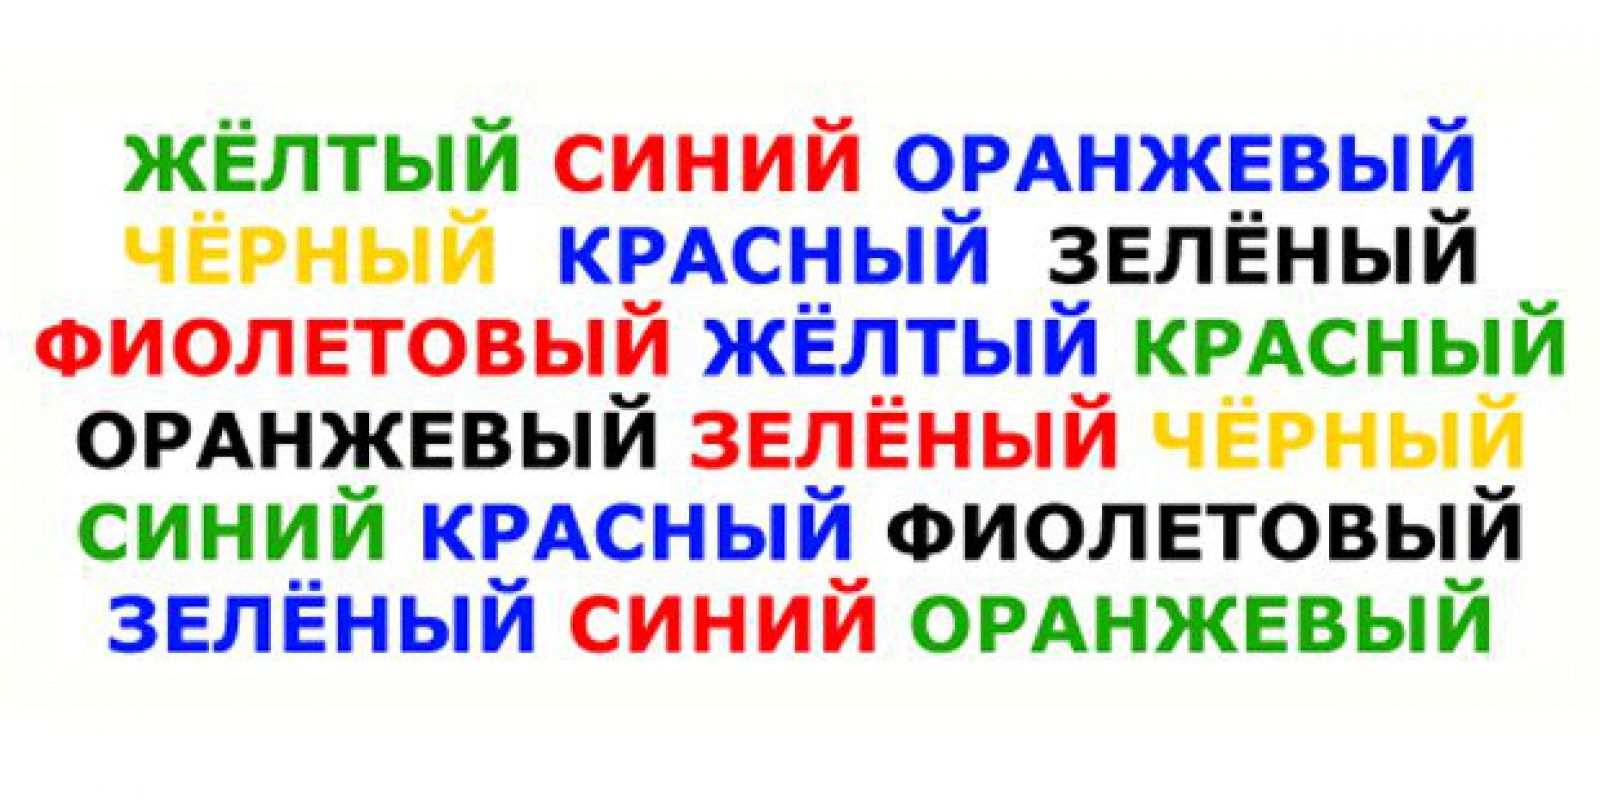 ЖЁЛТЫЙ СИНИЙ ОРАНЖЕВЫЙ
ЧЁРНЫЙ КРАСНЫЙ ЗЕЛЁНЫЙ
ФИОЛЕТОВЫЙ ЖЁЛТЫЙ КРАСНЫЙ
ОРАНЖЕВЫЙ ЗЕЛЁНЫЙ ЧЁРНЫЙ
СИНИЙ КРАСНЫЙ ФИОЛЕТОВЫЙ
ЗЕЛЁНЫЙ СИНИЙ ОРАНЖЕВЫЙ